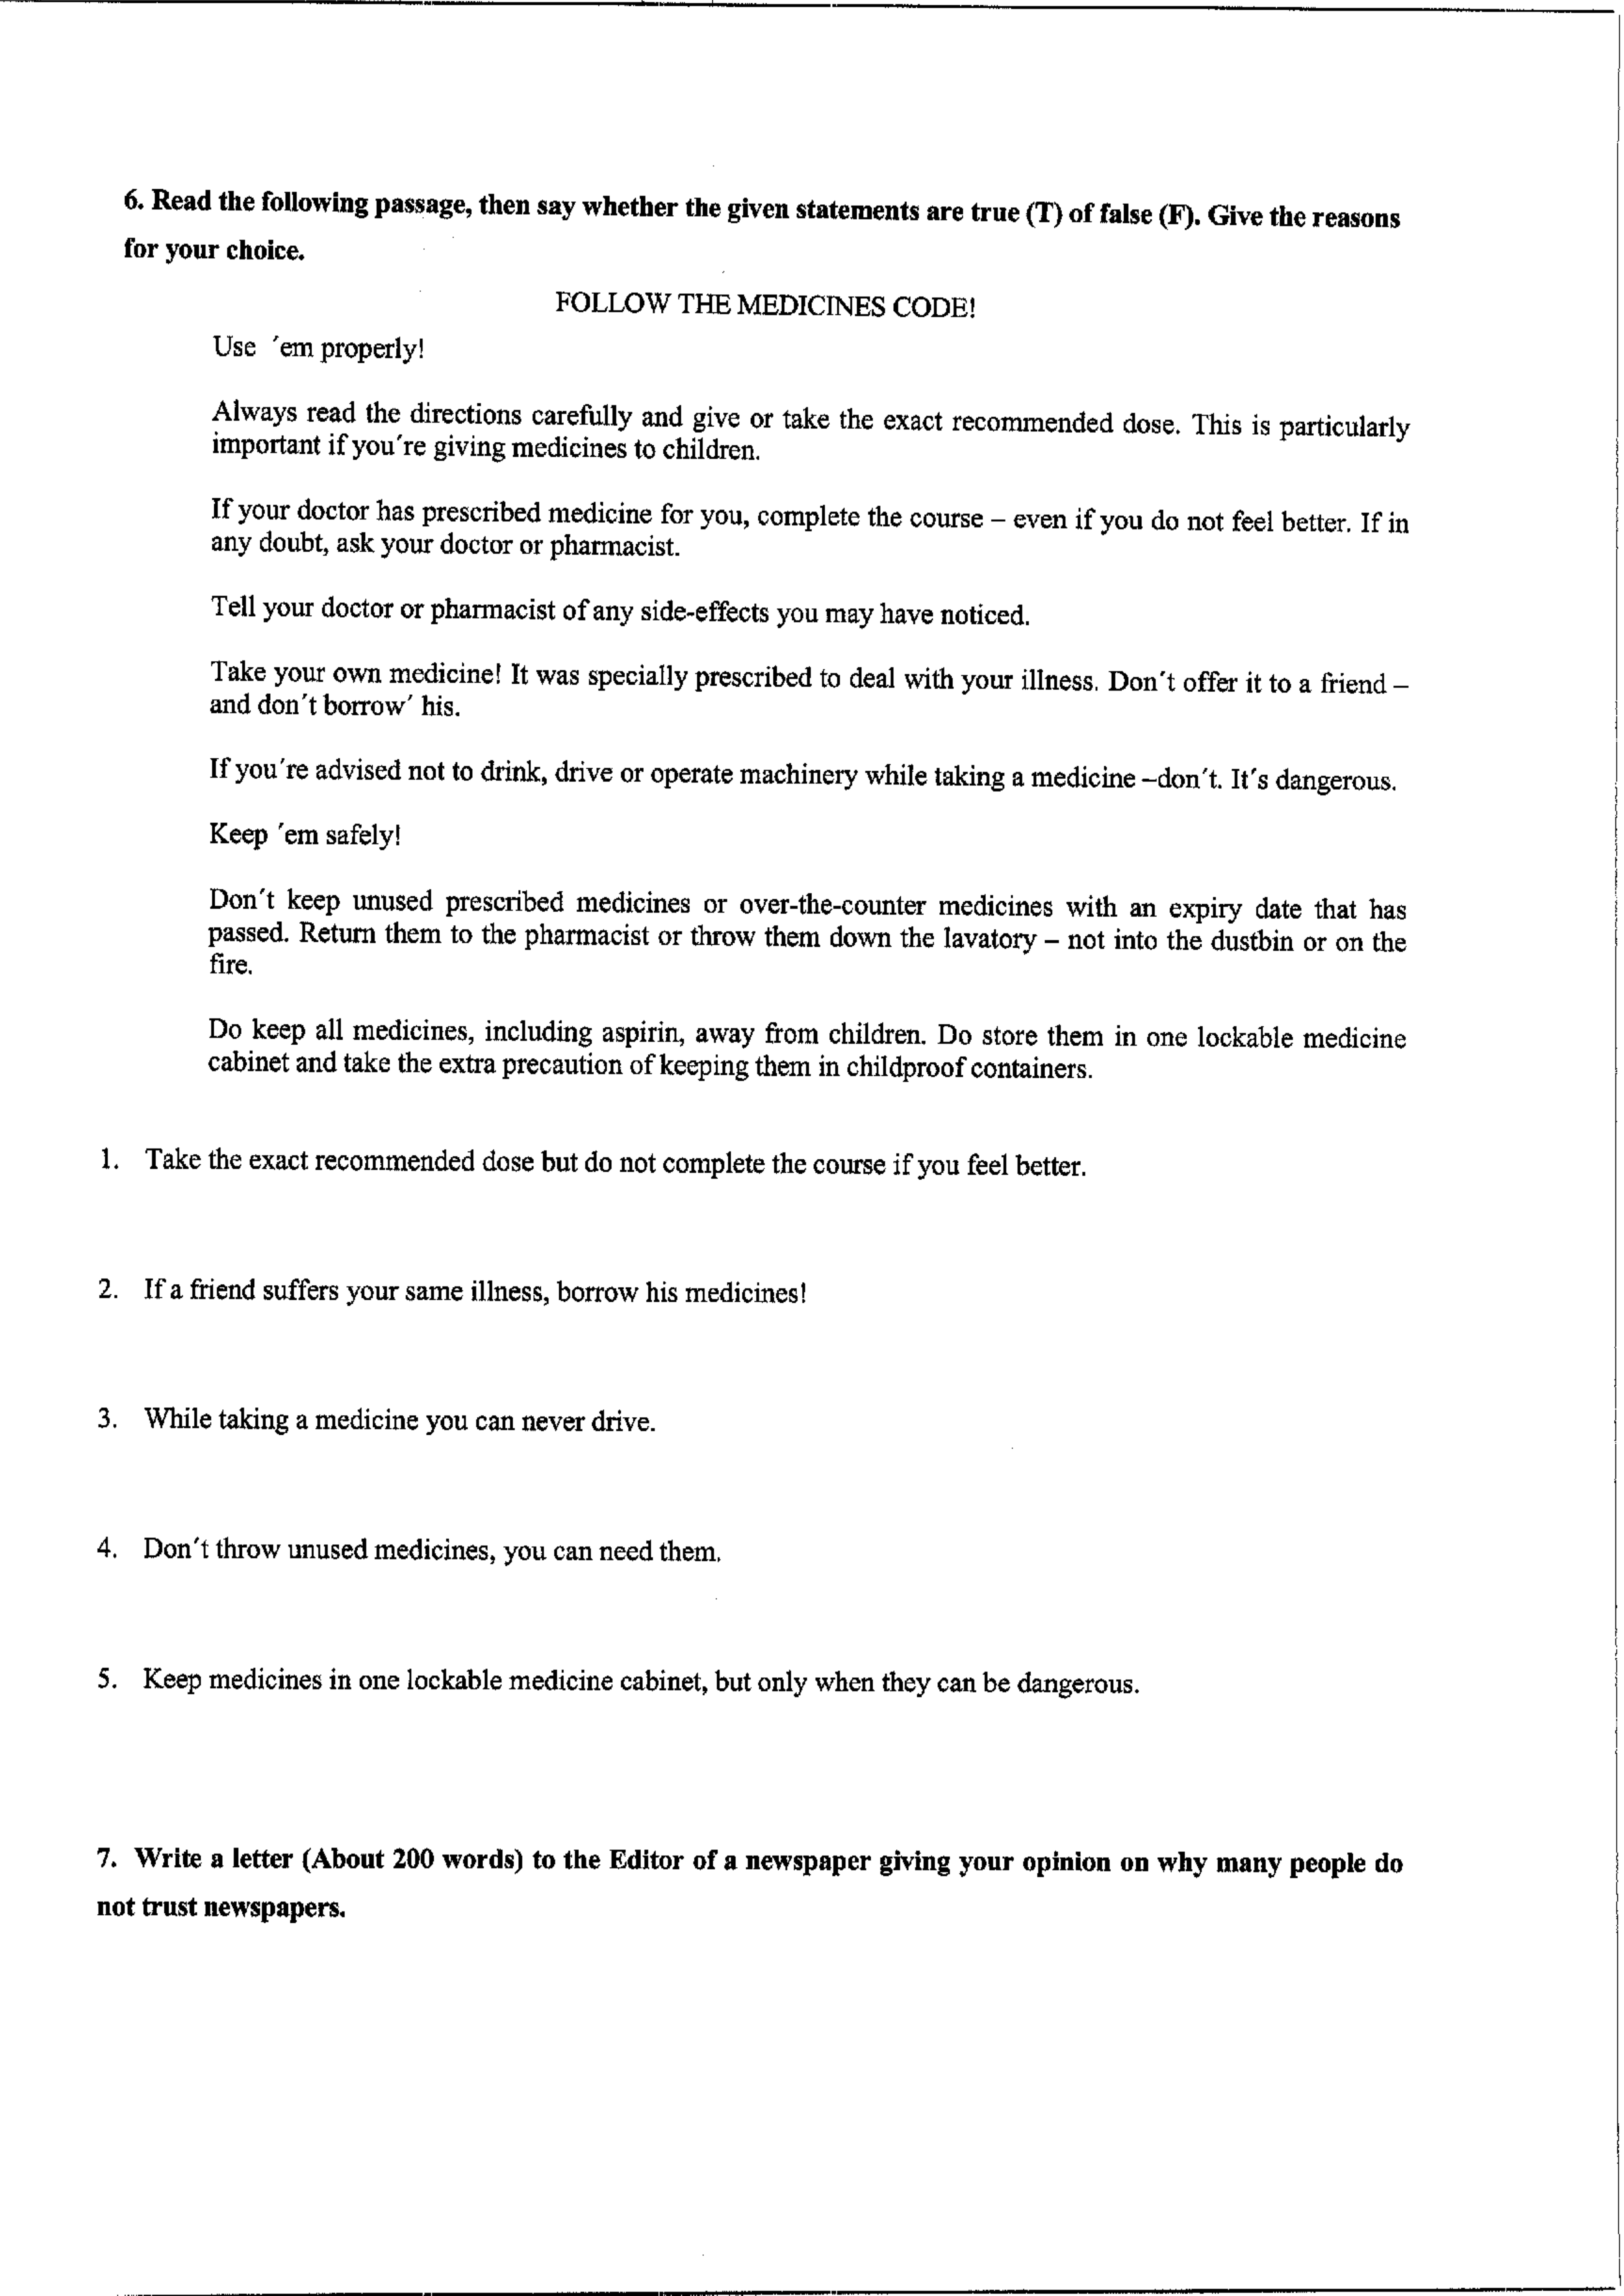 6. Read the following passage, then say whether the given statements are true (T) of false (F). Give the reasons
for your choice.
FOLLOW THE MEDICINES CODE!
Use ´em properly!
Always read the directions carefully and give or take the exact recommended dose. This is particularly
important if you´re giving medicines to children.
If your doctor has prescribed medicine for you, complete the course – even if you do not feel better. If in
any doubt, ask your doctor or pharmacist.
Tell your doctor or pharmacist of any side-effects you may have noticed.
Take your own medicine! It was specially prescribed to deal with your illness. Don´t offer it to a friend –
and don´t borrow´ his.
If you´re advised not to drink, drive or operate machinery while taking a medicine –don´t. It´s dangerous.
Keep ´em safely!
Don´t keep unused prescribed medicines or over-the-counter medicines with an expiry date that has
passed. Return them to the pharmacist or throw them down the lavatory – not into the dustbin or on the
fire.
Do keep all medicines, including aspirin, away from children. Do store them in one lockable medicine
cabinet and take the extra precaution of keeping them in childproof containers.
1. Take the exact recommended dose but do not complete the course if you feel better.
2. If a friend suffers your same illness, borrow his medicines!
3. While taking a medicine you can never drive.
4. Don´t throw unused medicines, you can need them.
5. Keep medicines in one lockable medicine cabinet, but only when they can be dangerous.
7. Write a letter (About 200 words) to the Editor of a newspaper giving your opinion on why many people do
not trust newspapers.